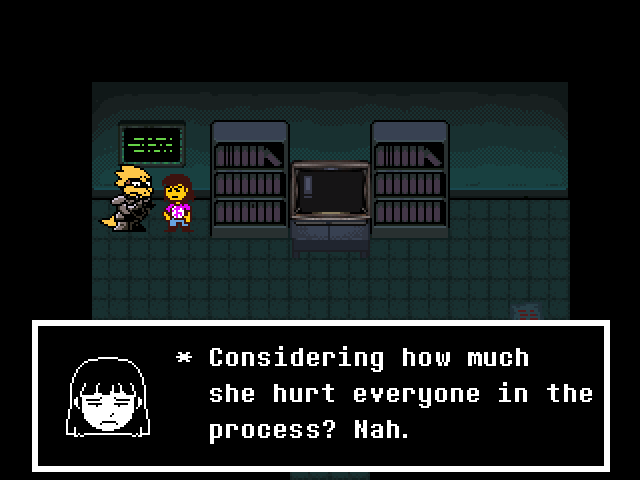 * Considering how much
she hurt everyone in the
process? Nah.